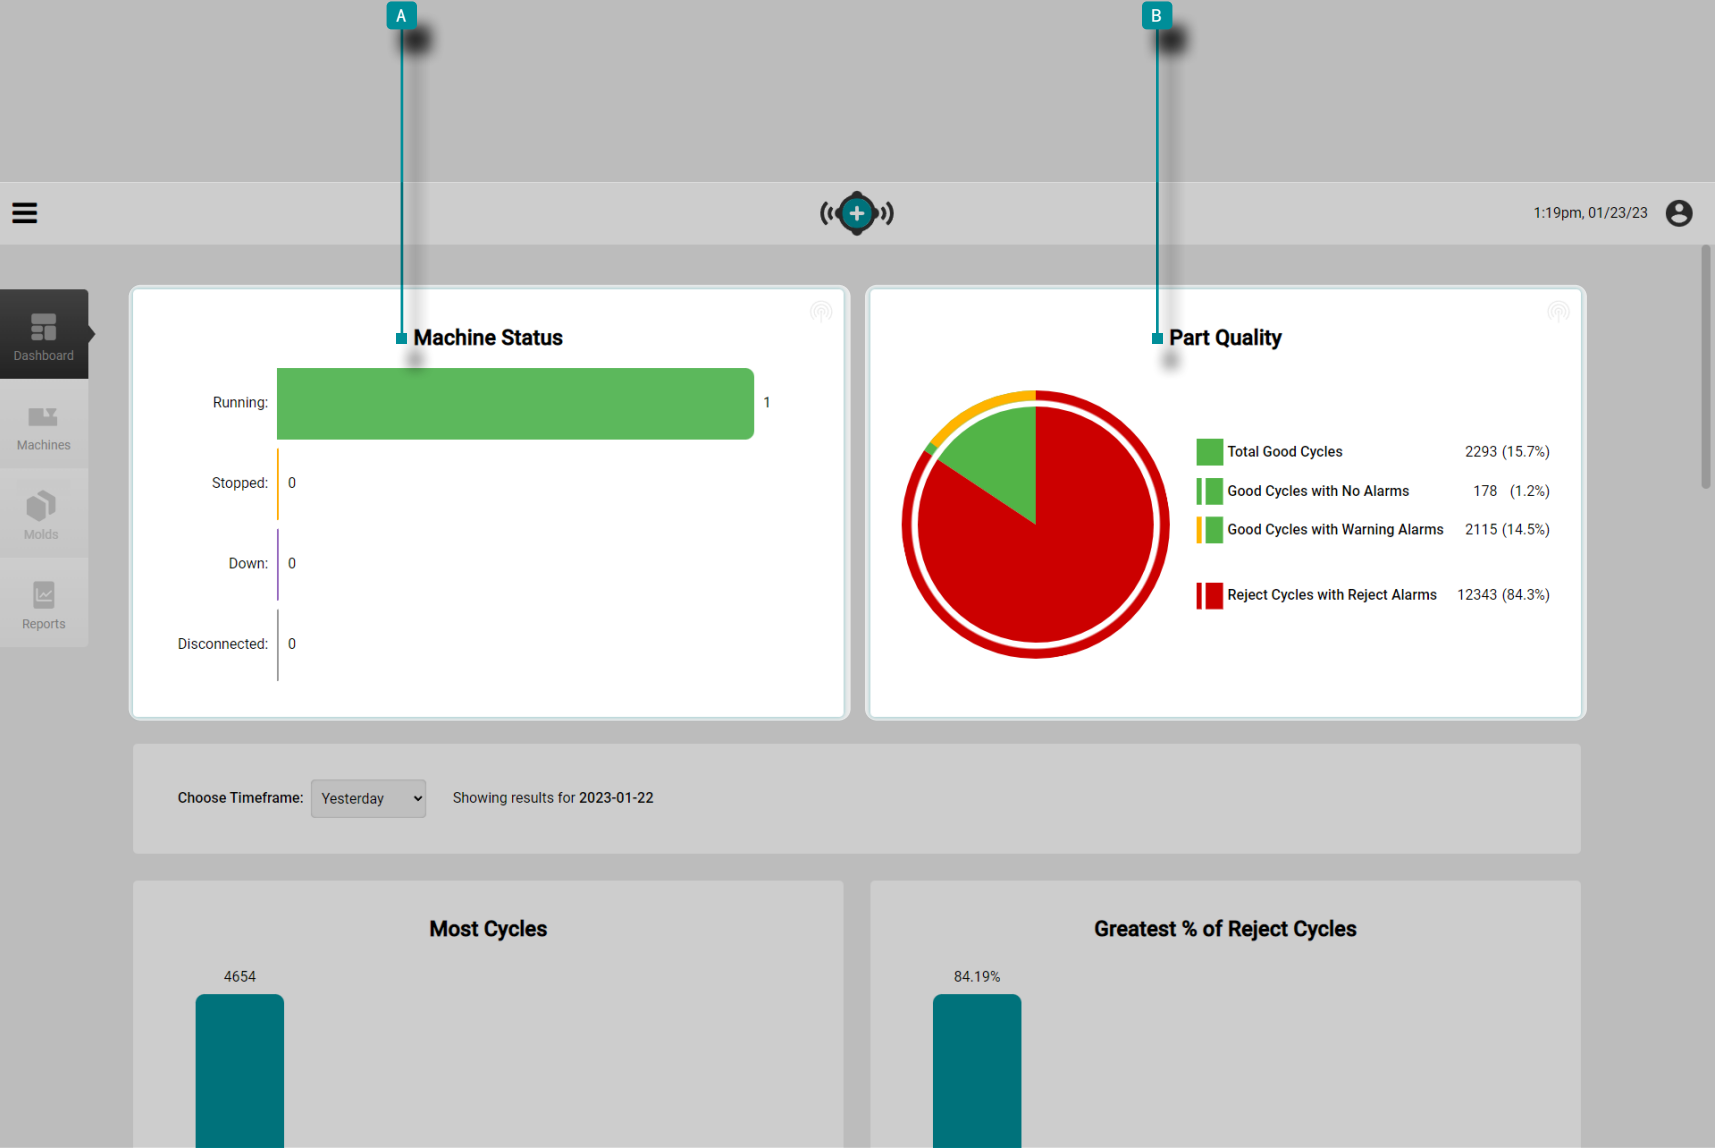 A
B
1:19pm, 01/23/23
Dashboard
Machines
Molds
Reports
Machine Status
Running: 1
Stopped: 0
Down: 0
Disconnected: 0
Part Quality
Total Good Cycles 2293 (15.7%)
Good Cycles with No Alarms 178 (1.2%)
Good Cycles with Warning Alarms 2115 (14.5%)
Reject Cycles with Reject Alarms 12343 (84.3%)
Choose Timeframe: Yesterday Showing results for 2023-01-22
Most Cycles
4654
Greatest % of Reject Cycles
84.19%